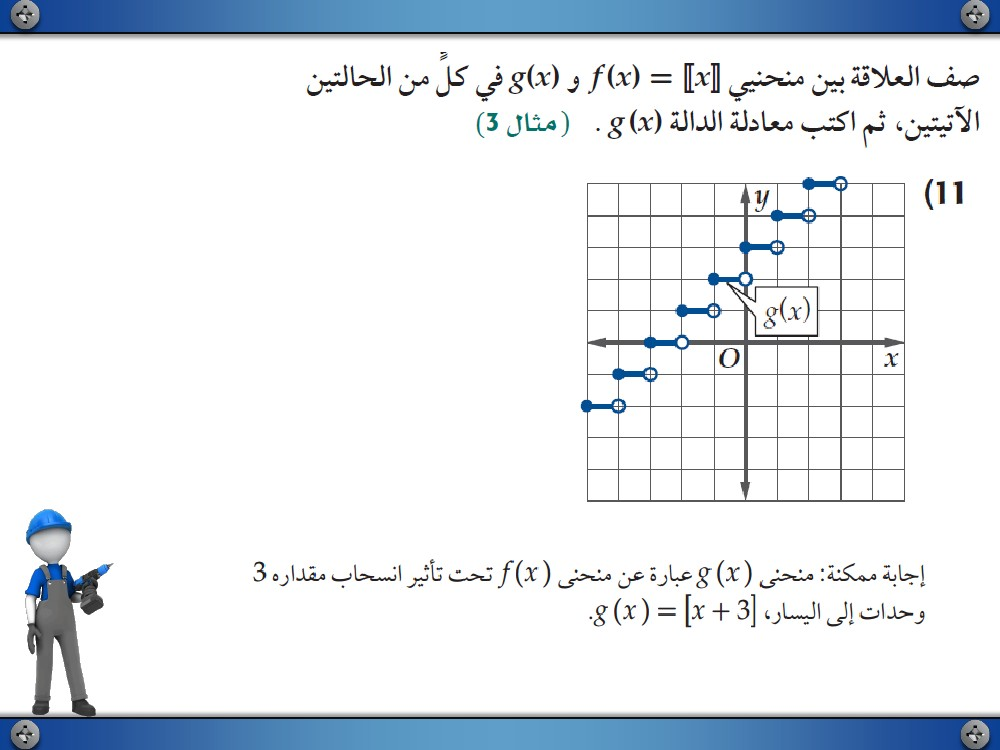 صف العلاقة بين منحنيي f(x) = ⟦x⟧ و g(x) في كلٍّ من الحالتين
الآتيتين، ثم اكتب معادلة الدالة g(x) . (مثال 3)
(11
y
g(x)
O
x
إجابة ممكنة: منحنى g(x) عبارة عن منحنى f(x) تحت تأثير انسحاب مقداره 3
وحدات إلى اليسار، g(x) = [x + 3].